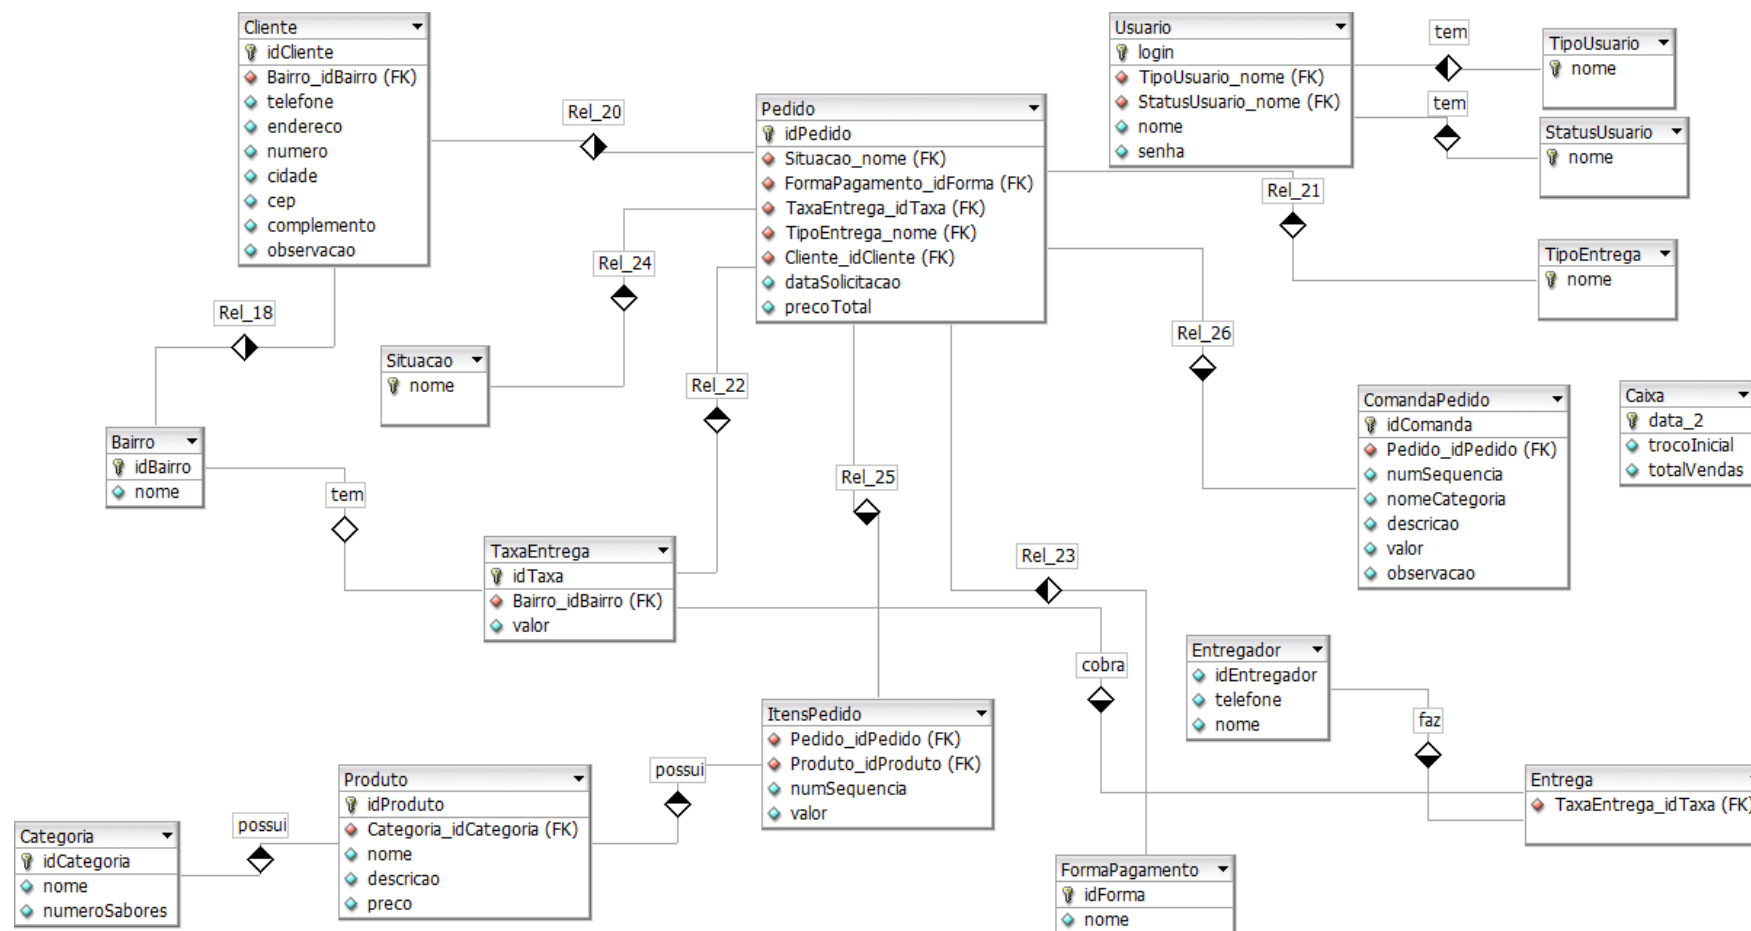 Cliente
idCliente
Bairro_idBairro (FK)
telefone
endereco
numero
cidade
cep
complemento
observacao
Rel_20
Pedido
idPedido
Situacao_nome (FK)
FormaPagamento_idForma (FK)
TaxaEntrega_idTaxa (FK)
TipoEntrega_nome (FK)
Cliente_idCliente (FK)
dataSolicitacao
precoTotal
Usuario
login
TipoUsuario_nome (FK)
StatusUsuario_nome (FK)
nome
senha
tem
TipoUsuario
nome
tem
StatusUsuario
nome
Rel_21
TipoEntrega
nome
Rel_24
Rel_18
Situacao
nome
Rel_22
Rel_26
ComandaPedido
idComanda
Pedido_idPedido (FK)
numSequencia
nomeCategoria
descricao
valor
observacao
Caixa
data_2
trocoInicial
totalVendas
Bairro
idBairro
nome
tem
Rel_25
TaxaEntrega
idTaxa
Bairro_idBairro (FK)
valor
Rel_23
cobra
Entregador
idEntregador
telefone
nome
faz
Entrega
TaxaEntrega_idTaxa (FK)
ItensPedido
Pedido_idPedido (FK)
Produto_idProduto (FK)
numSequencia
valor
possui
Produto
idProduto
Categoria_idCategoria (FK)
nome
descricao
preco
possui
Categoria
idCategoria
nome
numeroSabores
FormaPagamento
idForma
nome